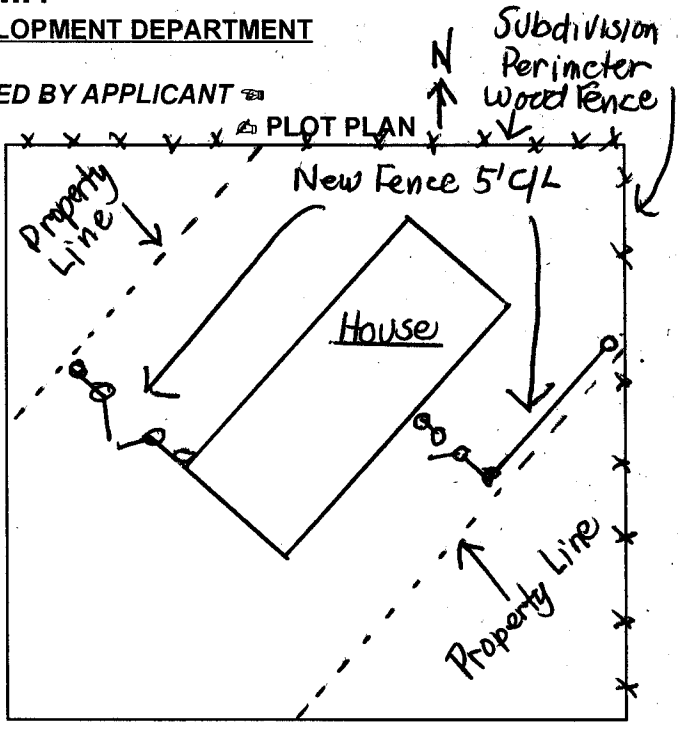 LOPMENT DEPARTMENT
ED BY APPLICANT
PLOT PLAN
N
Subdivision
Perimeter
Wood Fence
New Fence 5' C/L
Property
Line
House
Property Line